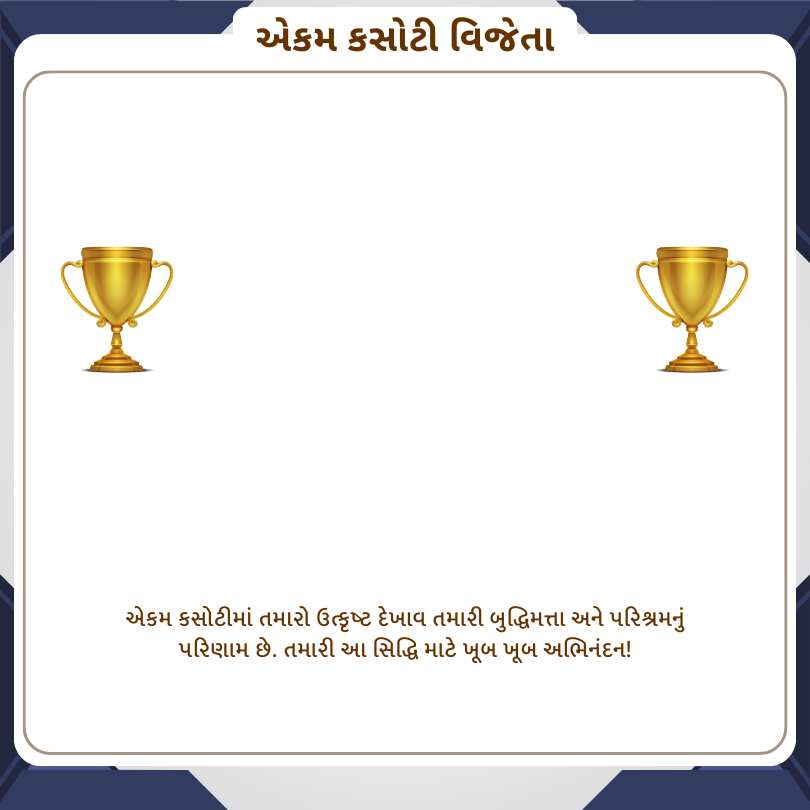 એકમ કસોટી વિજેતા
એકમ કસોટીમાં તમારો ઉત્કૃષ્ટ દેખાવ તમારી બુદ્ધિમત્તા અને પરિશ્રમનું
પરિણામ છે. તમારી આ સિદ્ધિ માટે ખૂબ ખૂબ અભિનંદન!